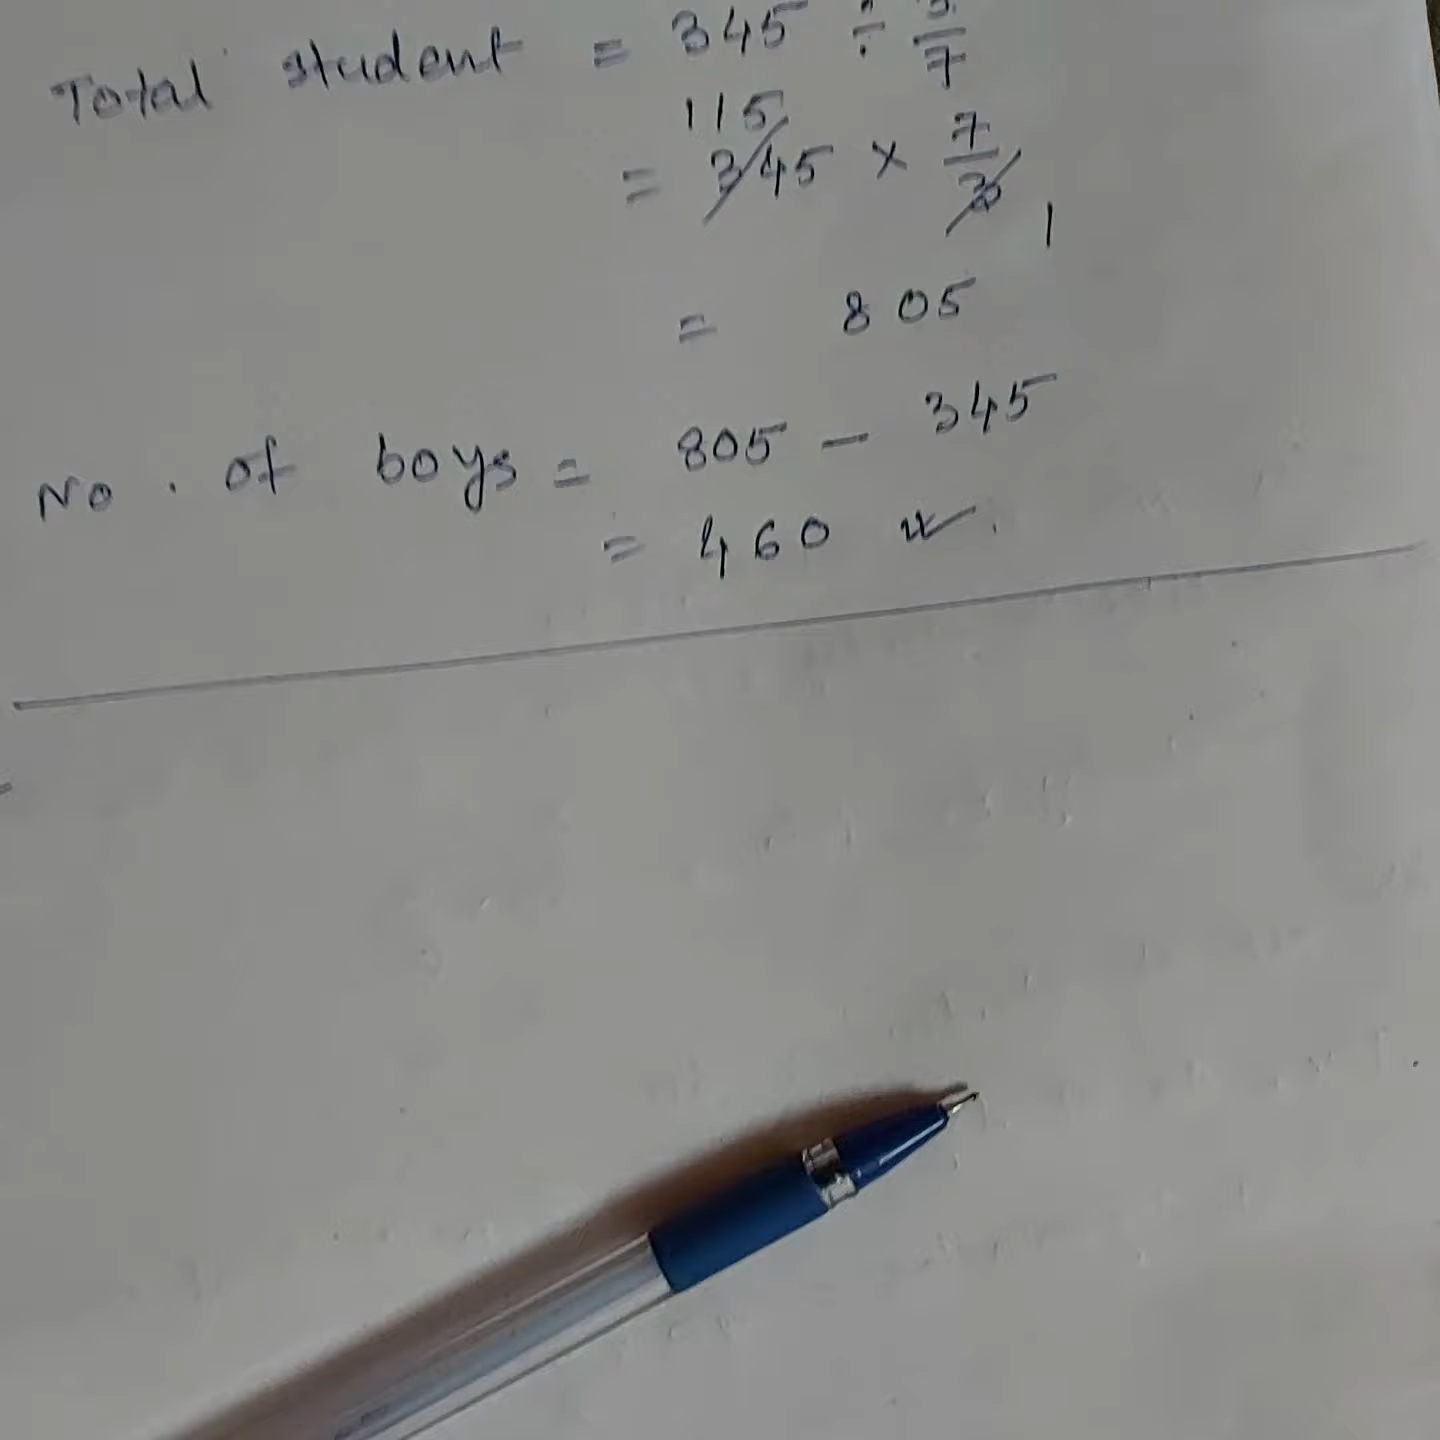 Total student = 345 ÷ 3/7
115
= 345 × 7/3
1
= 805
No. of boys = 805 - 345
= 460